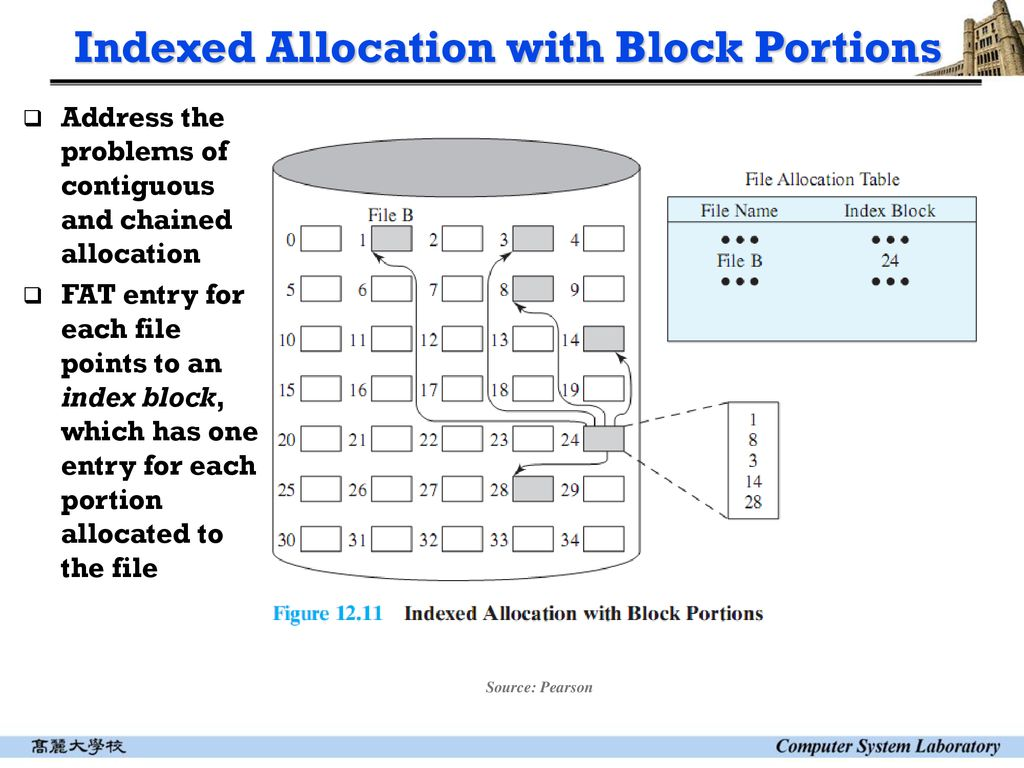 Indexed Allocation with Block Portions
❑ Address the
problems of
contiguous
and chained
allocation
❑ FAT entry for
each file
points to an
index block,
which has one
entry for each
portion
allocated to
the file
File B
0 1 2 3 4
5 6 7 8 9
10 11 12 13 14
15 16 17 18 19
20 21 22 23 24
25 26 27 28 29
30 31 32 33 34
File Allocation Table
File Name Index Block
••• •••
File B 24
••• •••
1
8
3
14
28
Figure 12.11 Indexed Allocation with Block Portions
Source: Pearson
高麗大學校 Computer System Laboratory